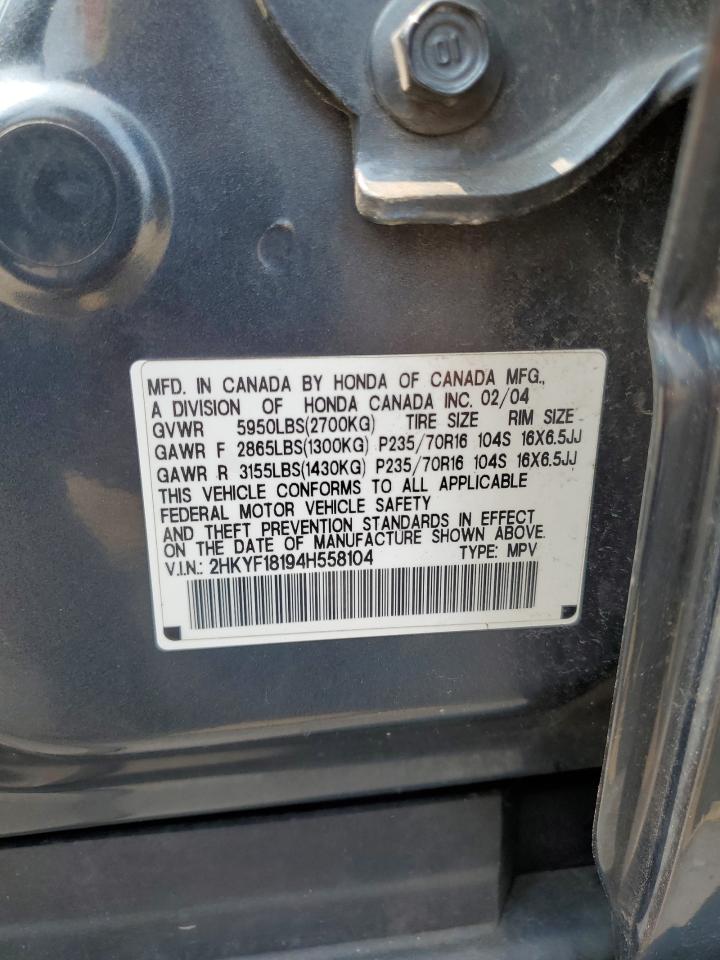 10
MFD. IN CANADA BY HONDA OF CANADA MFG.,
A DIVISION OF HONDA CANADA INC. 02/04
GVWR 5950LBS(2700KG) TIRE SIZE RIM SIZE
GAWR F 2865LBS(1300KG) P235/70R16 104S 16X6.5JJ
GAWR R 3155LBS(1430KG) P235/70R16 104S 16X6.5JJ
THIS VEHICLE CONFORMS TO ALL APPLICABLE
FEDERAL MOTOR VEHICLE SAFETY
AND THEFT PREVENTION STANDARDS IN EFFECT
ON THE DATE OF MANUFACTURE SHOWN ABOVE.
V.I.N.: 2HKYF18194H558104 TYPE: MPV